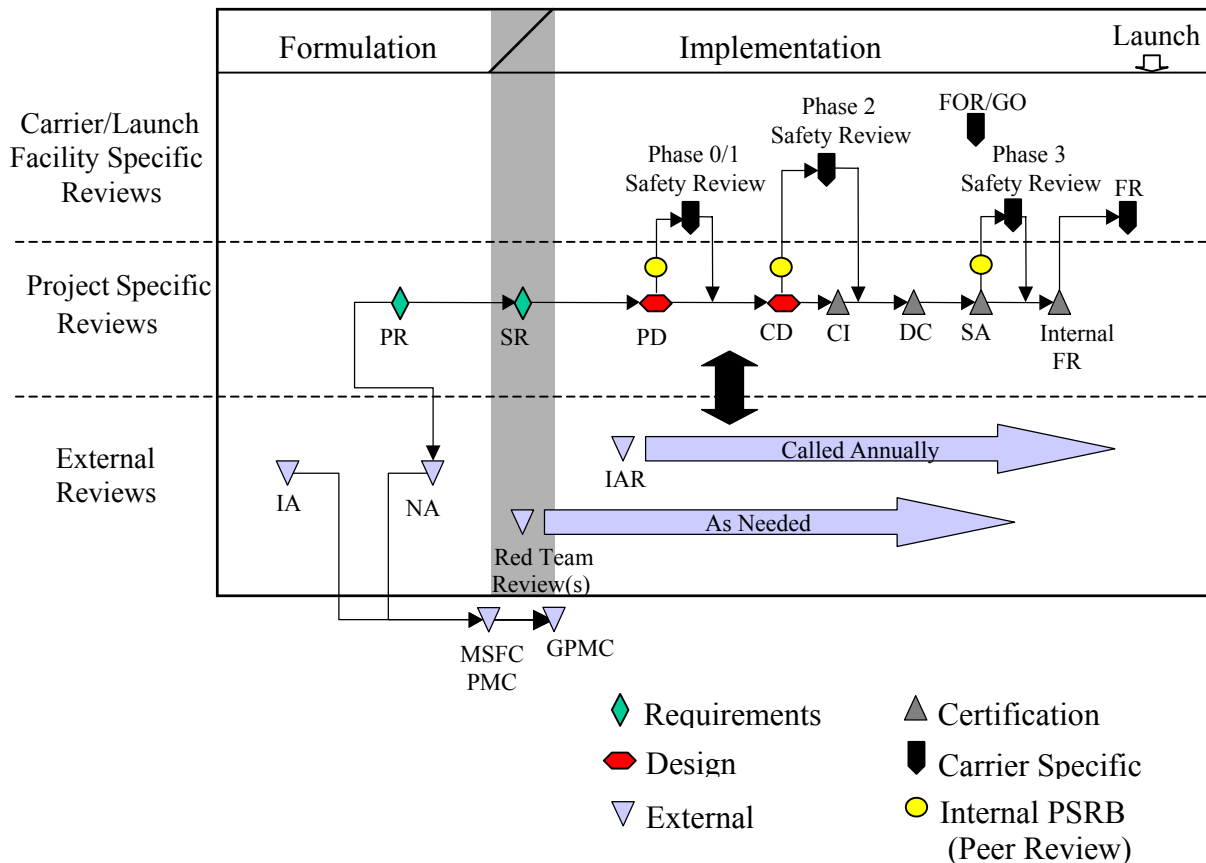 Formulation
Implementation
Launch
Carrier/Launch
Facility Specific
Reviews
Phase 0/1
Safety Review
Phase 2
Safety Review
FOR/GO
Phase 3
Safety Review
FR
Project Specific
Reviews
PR
SR
PD
CD
CI
DC
SA
Internal
FR
External
Reviews
IA
NA
IAR
Called Annually
As Needed
Red Team
Review(s)
MSFC
PMC
GPMC
Requirements
Design
External
Certification
Carrier Specific
Internal PSRB
(Peer Review)